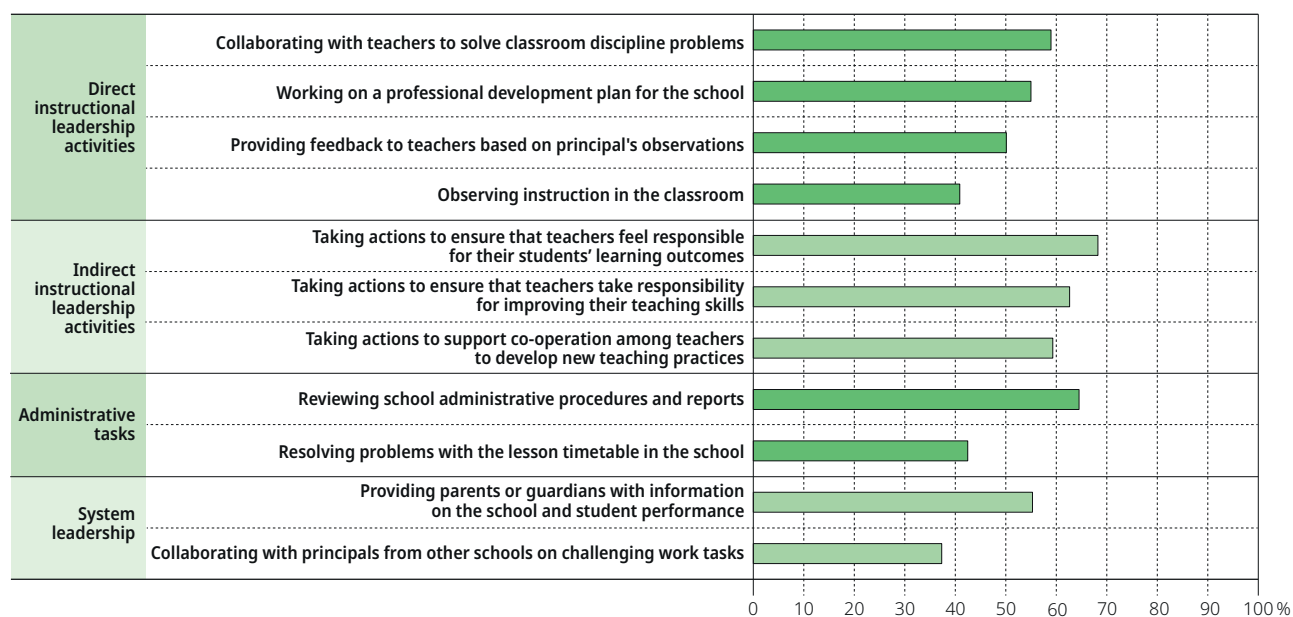 Direct
instructional
leadership
activities
Collaborating with teachers to solve classroom discipline problems
Working on a professional development plan for the school
Providing feedback to teachers based on principal's observations
Observing instruction in the classroom
Indirect
instructional
leadership
activities
Taking actions to ensure that teachers feel responsible
for their students’ learning outcomes
Taking actions to ensure that teachers take responsibility
for improving their teaching skills
Taking actions to support co-operation among teachers
to develop new teaching practices
Administrative
tasks
Reviewing school administrative procedures and reports
Resolving problems with the lesson timetable in the school
System
leadership
Providing parents or guardians with information
on the school and student performance
Collaborating with principals from other schools on challenging work tasks
0 10 20 30 40 50 60 70 80 90 100 %